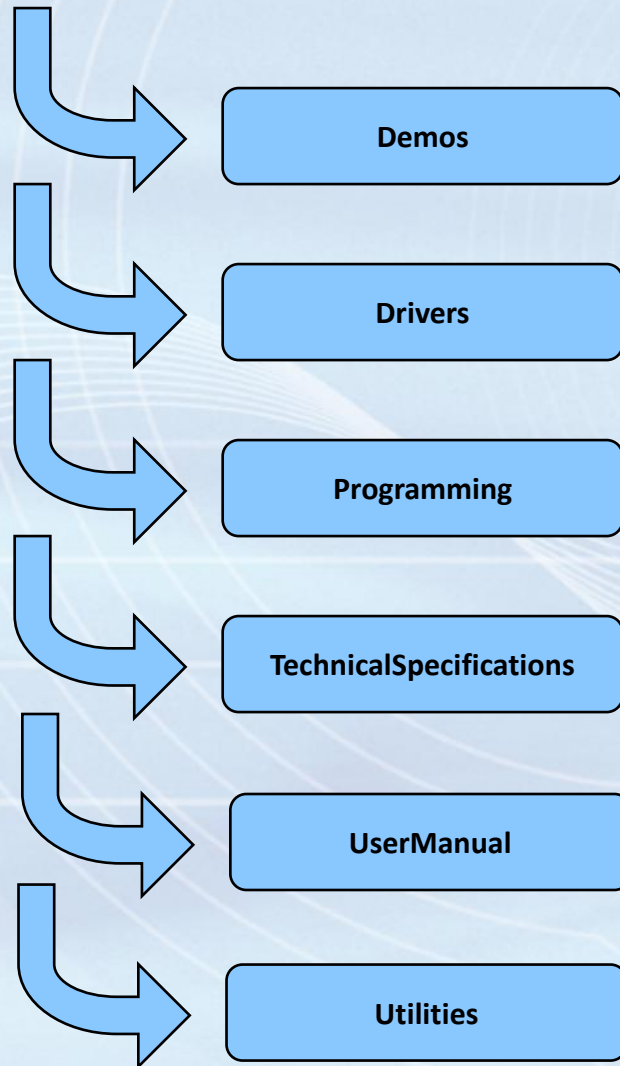 Demos
Drivers
Programming
TechnicalSpecifications
UserManual
Utilities